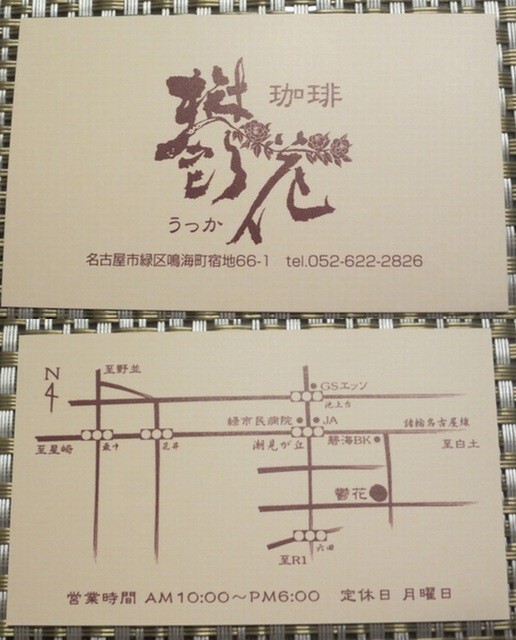 珈琲
鬱花
うっか
名古屋市緑区鳴海町宿地66-1 tel.052-622-2826
至野並
N
GSエッソ
池上台
緑市民病院
JA
諸輪名古屋線
至星崎
花井
潮見が丘
碧海BK
至白土
鬱花
六田
至R1
営業時間 AM10:00〜PM6:00 定休日 月曜日